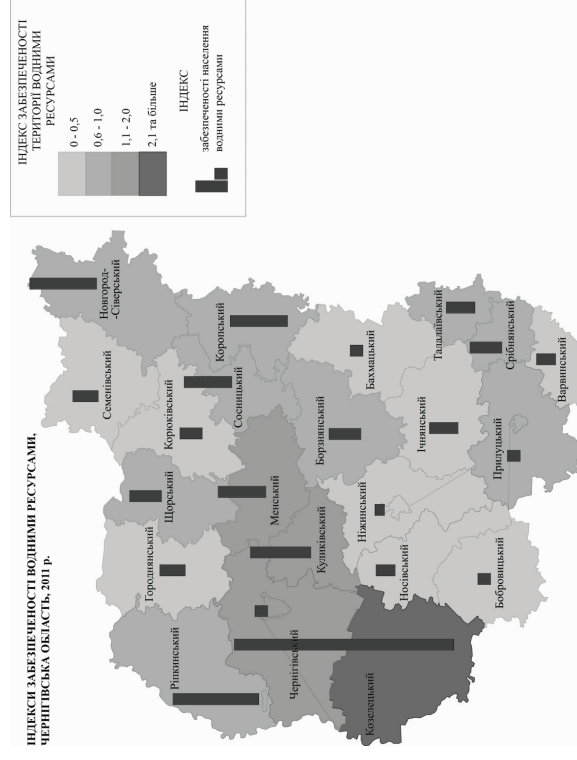 ІНДЕКСИ ЗАБЕЗПЕЧЕНОСТІ ВОДНИМИ РЕСУРСАМИ,
ЧЕРНІГІВСЬКА ОБЛАСТЬ, 2011 р.
Ріпкинський
Городнянський
Щорський
Семенівський
Новгород-
-Сіверський
Корюківський
Сосницький
Коропський
Чернігівський
Менський
Куликівський
Борзнянський
Бахмацький
Козелецький
Ніжинський
Носівський
Бобровицький
Ічнянський
Прилуцький
Талалаївський
Срібнянський
Варвинський
ІНДЕКС ЗАБЕЗПЕЧЕНОСТІ
ТЕРИТОРІЇ ВОДНИМИ
РЕСУРСАМИ
0 - 0,5
0,6 - 1,0
1,1 - 2,0
2,1 та більше
ІНДЕКС
забезпеченості населення
водними ресурсами